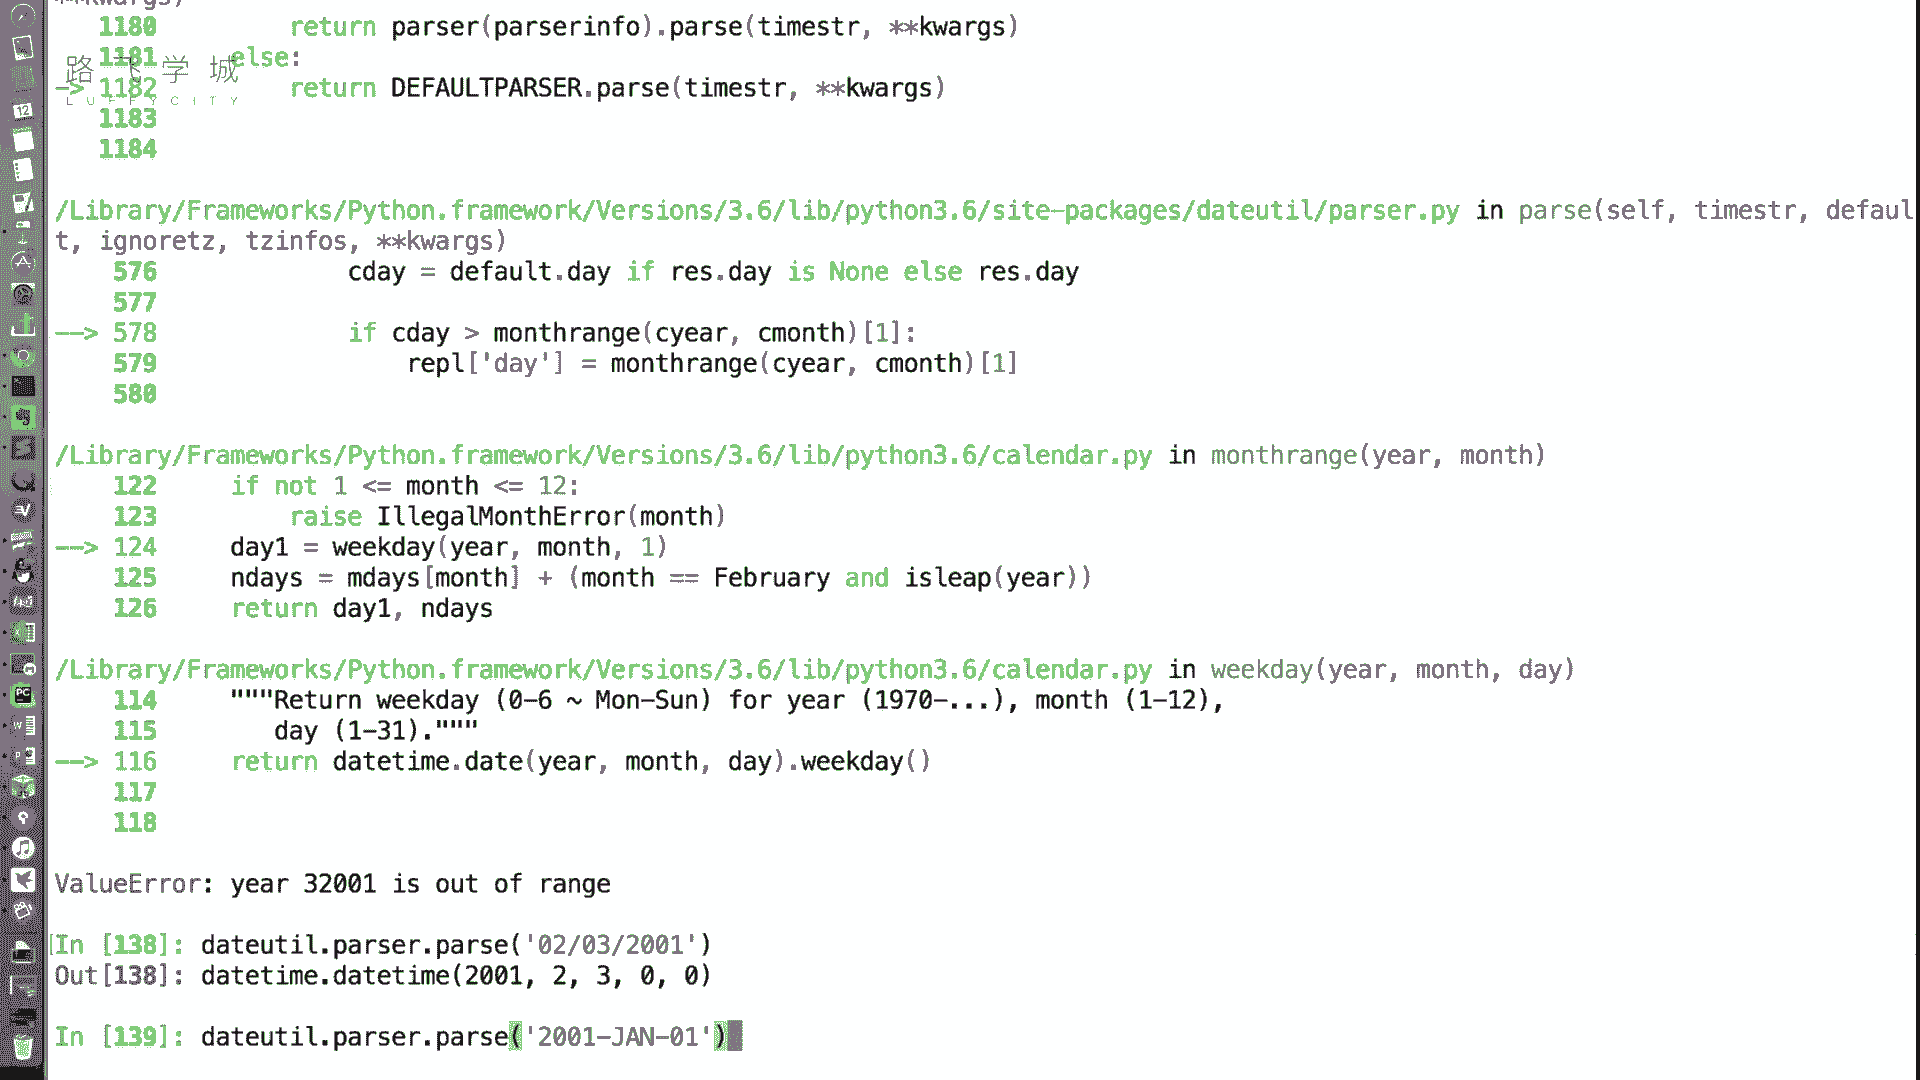 **kwargs)
1180         return parser(parserinfo).parse(timestr, **kwargs)
1181     else:
路飞学城
—> 1182         return DEFAULTPARSER.parse(timestr, **kwargs)
LUFFYCITY
1183
1184
/Library/Frameworks/Python.framework/Versions/3.6/lib/python3.6/site-packages/dateutil/parser.py in parse(self, timestr, defaul
t, ignoretz, tzinfos, **kwargs)
576             cday = default.day if res.day is None else res.day
577
——> 578             if cday > monthrange(cyear, cmonth)[1]:
579                 repl['day'] = monthrange(cyear, cmonth)[1]
580
/Library/Frameworks/Python.framework/Versions/3.6/lib/python3.6/calendar.py in monthrange(year, month)
122     if not 1 <= month <= 12:
123         raise IllegalMonthError(month)
——> 124     day1 = weekday(year, month, 1)
125     ndays = mdays[month] + (month == February and isleap(year))
126     return day1, ndays
/Library/Frameworks/Python.framework/Versions/3.6/lib/python3.6/calendar.py in weekday(year, month, day)
114     """Return weekday (0-6 ~ Mon-Sun) for year (1970-...), month (1-12),
115        day (1-31)."""
——> 116     return datetime.date(year, month, day).weekday()
117
118
ValueError: year 32001 is out of range
In [138]: dateutil.parser.parse('02/03/2001')
Out[138]: datetime.datetime(2001, 2, 3, 0, 0)
In [139]: dateutil.parser.parse('2001-JAN-01')